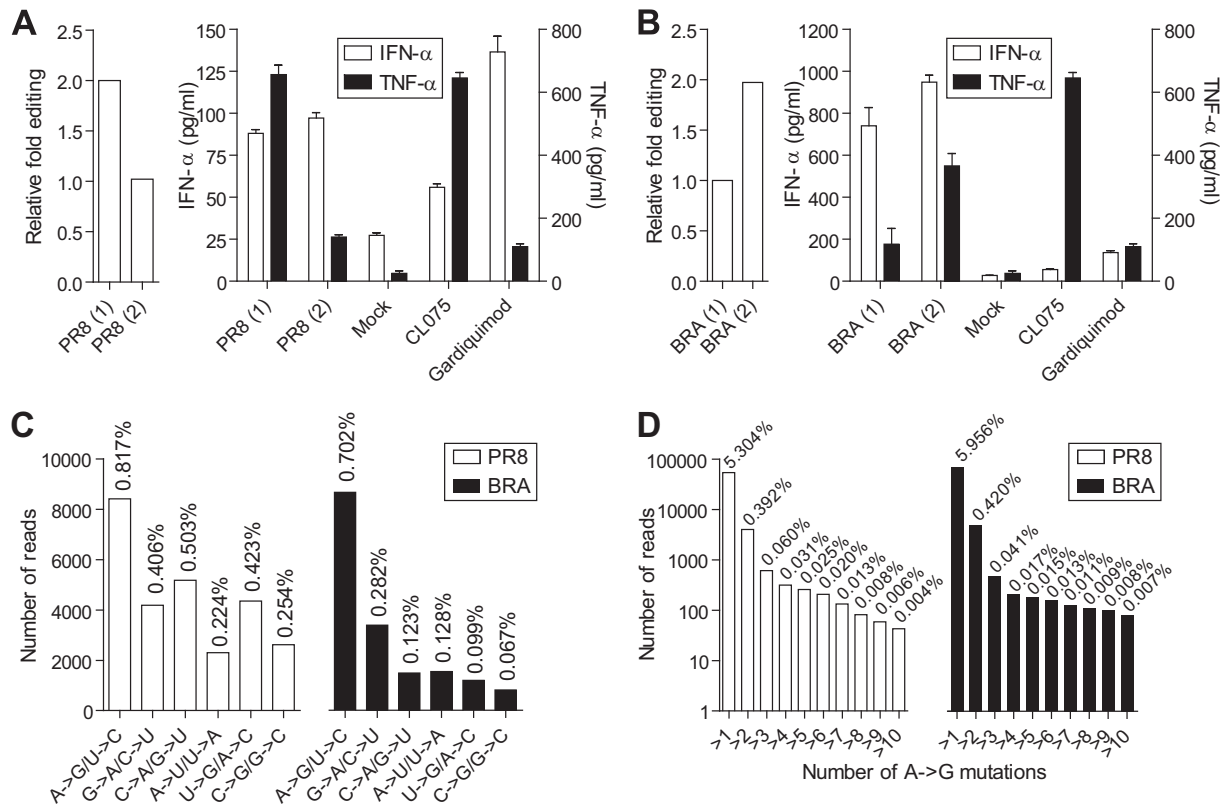 A
B
2.5
2.0
1.5
1.0
0.5
0.0
Relative fold editing
PR8 (1)
PR8 (2)
150
125
100
75
50
25
0
IFN-α (pg/ml)
IFN-α
TNF-α
800
600
400
200
0
TNF-α (pg/ml)
PR8 (1)
PR8 (2)
Mock
CL075
Gardiquimod
2.5
2.0
1.5
1.0
0.5
0.0
Relative fold editing
BRA (1)
BRA (2)
1200
1000
800
600
400
200
0
IFN-α (pg/ml)
IFN-α
TNF-α
800
600
400
200
0
TNF-α (pg/ml)
BRA (1)
BRA (2)
Mock
CL075
Gardiquimod
C
D
10000
8000
6000
4000
2000
0
Number of reads
0.817%
0.406%
0.503%
0.224%
0.423%
0.254%
0.702%
0.282%
0.123%
0.128%
0.099%
0.067%
PR8
BRA
A->G/U->C
G->A/C->U
C->A/G->U
A->U/U->A
U->G/A->C
C->G/G->C
A->G/U->C
G->A/C->U
C->A/G->U
A->U/U->A
U->G/A->C
C->G/G->C
100000
10000
1000
100
10
1
Number of reads
5.304%
0.392%
0.060%
0.031%
0.025%
0.020%
0.013%
0.008%
0.006%
0.004%
5.956%
0.420%
0.041%
0.017%
0.015%
0.013%
0.011%
0.009%
0.008%
0.007%
PR8
BRA
>1
>2
>3
>4
>5
>6
>7
>8
>9
>10
>1
>2
>3
>4
>5
>6
>7
>8
>9
>10
Number of A->G mutations